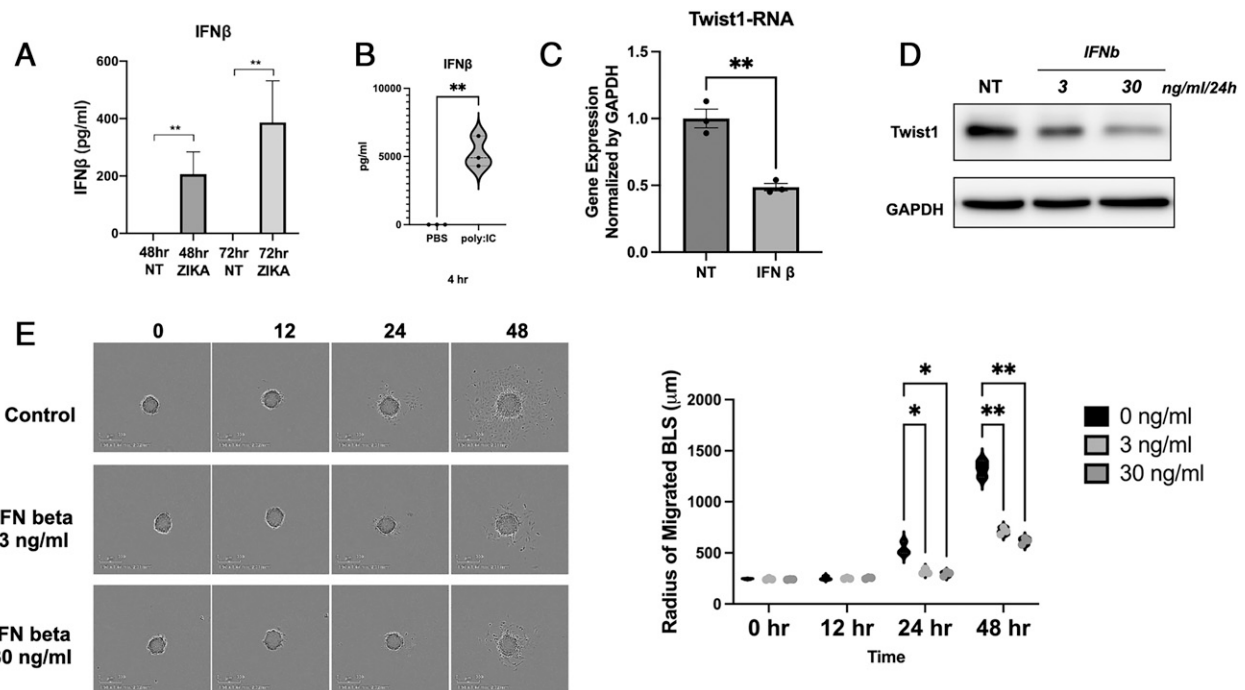 A
IFNβ
IFNβ (pg/ml)
600
400
200
0
**
**
48hr NT
48hr ZIKA
72hr NT
72hr ZIKA
B
IFNβ
**
pg/ml
10000
5000
0
PBS
poly:IC
4 hr
C
Twist1-RNA
Gene Expression
Normalized by GAPDH
1.5
1.0
0.5
0.0
**
NT
IFN β
D
IFNb
NT 3 30 ng/ml/24h
Twist1
GAPDH
E
0 12 24 48
Control
FN beta
3 ng/ml
FN beta
30 ng/ml
Radius of Migrated BLS (μm)
2000
1500
1000
500
0
*
*
**
**
0 hr 12 hr 24 hr 48 hr
Time
0 ng/ml
3 ng/ml
30 ng/ml